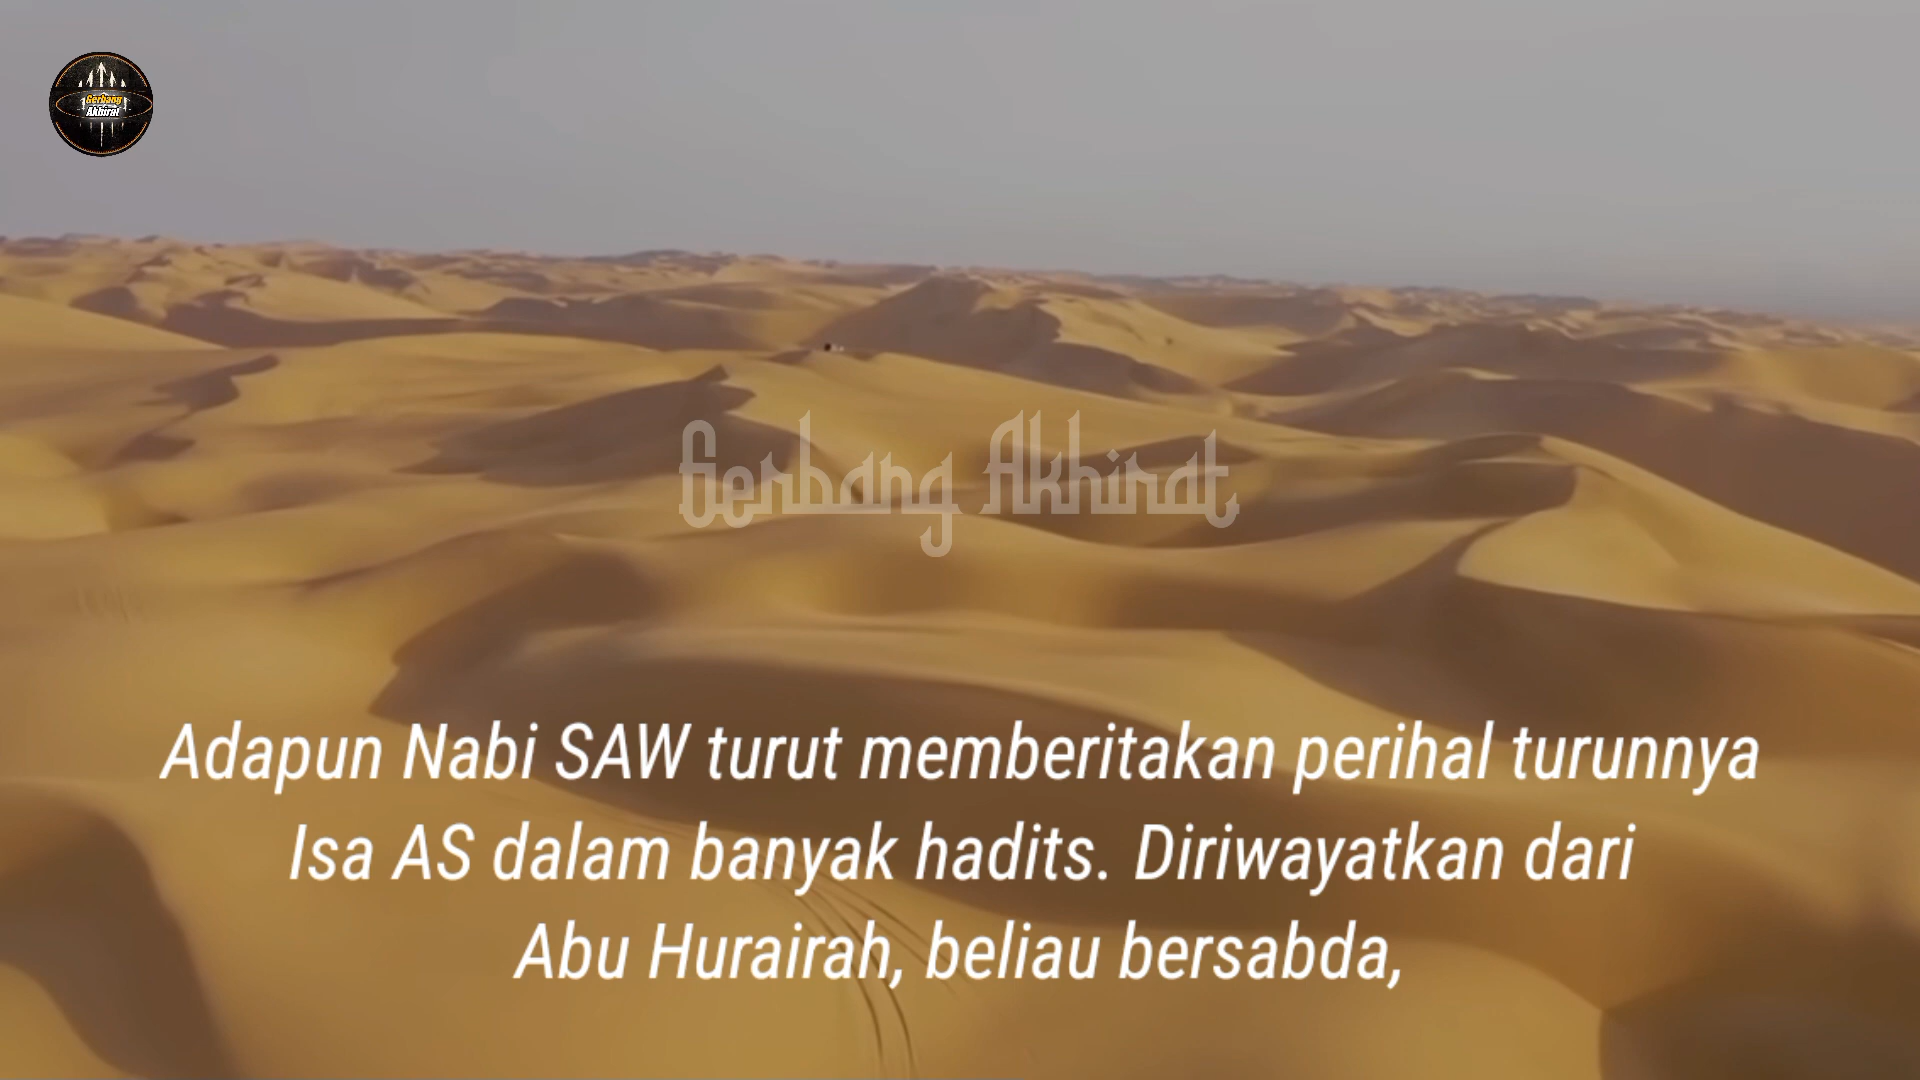 Gerbang
Akhirat
Gerbang Akhirat
Adapun Nabi SAW turut memberitakan perihal turunnya
Isa AS dalam banyak hadits. Diriwayatkan dari
Abu Hurairah, beliau bersabda,